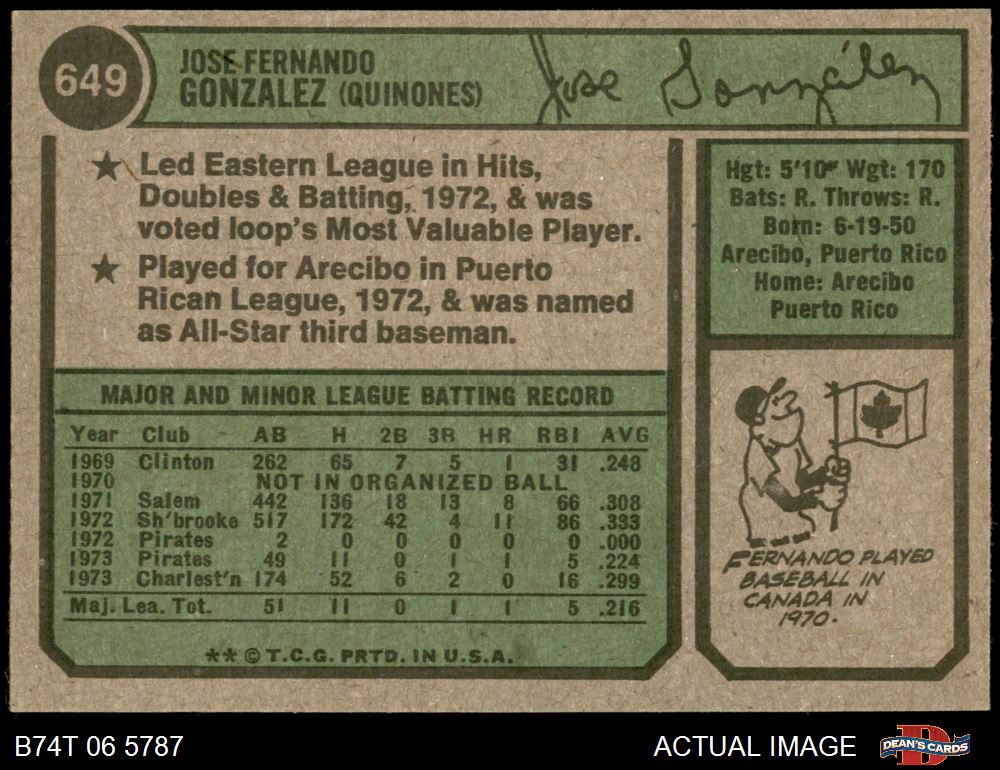 649
JOSE FERNANDO
GONZALEZ (QUINONES)
Jose González
★ Led Eastern League in Hits,
Doubles & Batting, 1972, & was
voted loop's Most Valuable Player.
★ Played for Arecibo in Puerto
Rican League, 1972, & was named
as All-Star third baseman.
Hgt: 5'10" Wgt: 170
Bats: R. Throws: R.
Born: 6-19-50
Arecibo, Puerto Rico
Home: Arecibo
Puerto Rico
MAJOR AND MINOR LEAGUE BATTING RECORD
Year Club AB H 2B 3B HR RBI AVG
1969 Clinton 262 65 7 5 1 31 .248
1970 NOT IN ORGANIZED BALL
1971 Salem 442 136 18 13 8 66 .308
1972 Sh'brooke 517 172 42 4 11 86 .333
1972 Pirates 2 0 0 0 0 0 .000
1973 Pirates 49 11 0 1 1 5 .224
1973 Charlest'n 174 52 6 2 0 16 .299
Maj. Lea. Tot. 51 11 0 1 1 5 .216
** © T.C.G. PRTD. IN U.S.A.
FERNANDO PLAYED
BASEBALL IN
CANADA IN
1970.
B74T 06 5787
ACTUAL IMAGE
D
DEAN'S CARDS